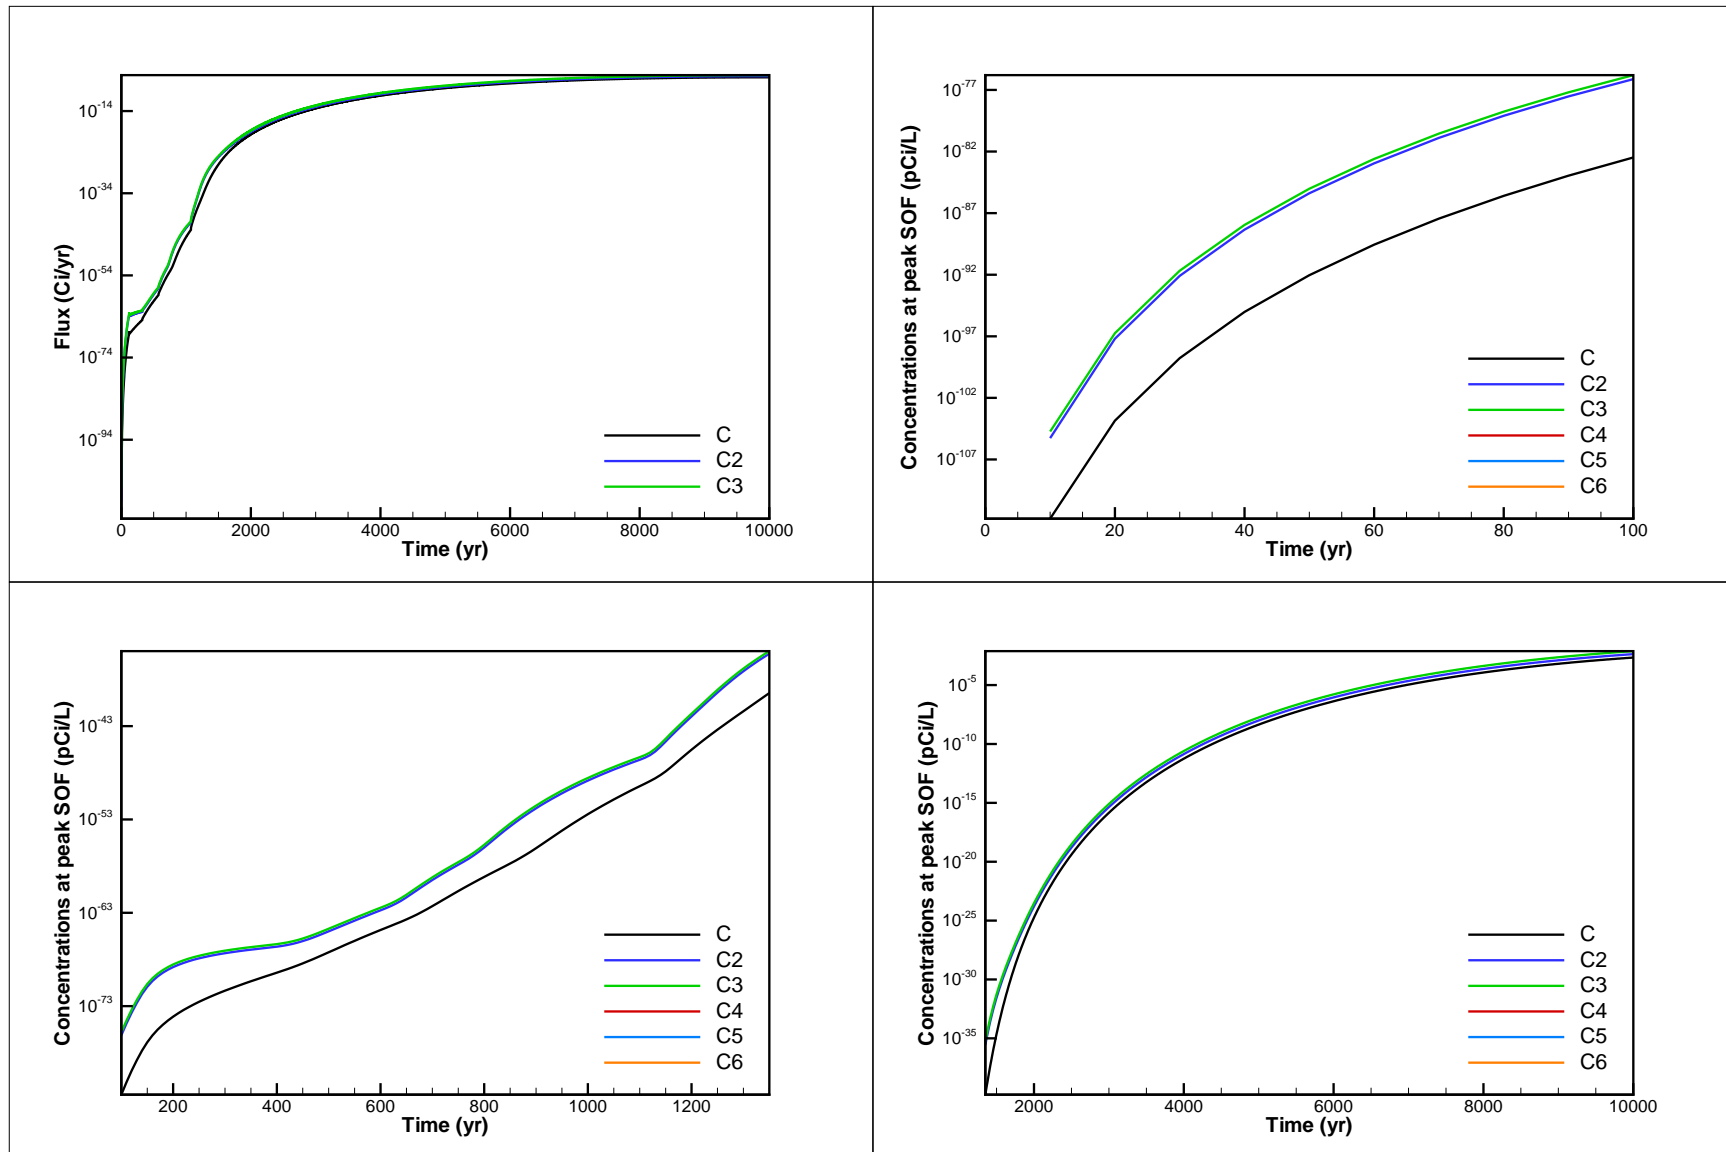 Flux (Ci/yr)
10^-14
10^-34
10^-54
10^-74
10^-94
C
C2
C3
0 2000 4000 6000 8000 10000
Time (yr)
Concentrations at peak SOF (pCi/L)
10^-77
10^-82
10^-87
10^-92
10^-97
10^-102
10^-107
C
C2
C3
C4
C5
C6
0 20 40 60 80 100
Time (yr)
Concentrations at peak SOF (pCi/L)
10^-43
10^-53
10^-63
10^-73
C
C2
C3
C4
C5
C6
200 400 600 800 1000 1200
Time (yr)
Concentrations at peak SOF (pCi/L)
10^-5
10^-10
10^-15
10^-20
10^-25
10^-30
10^-35
C
C2
C3
C4
C5
C6
2000 4000 6000 8000 10000
Time (yr)